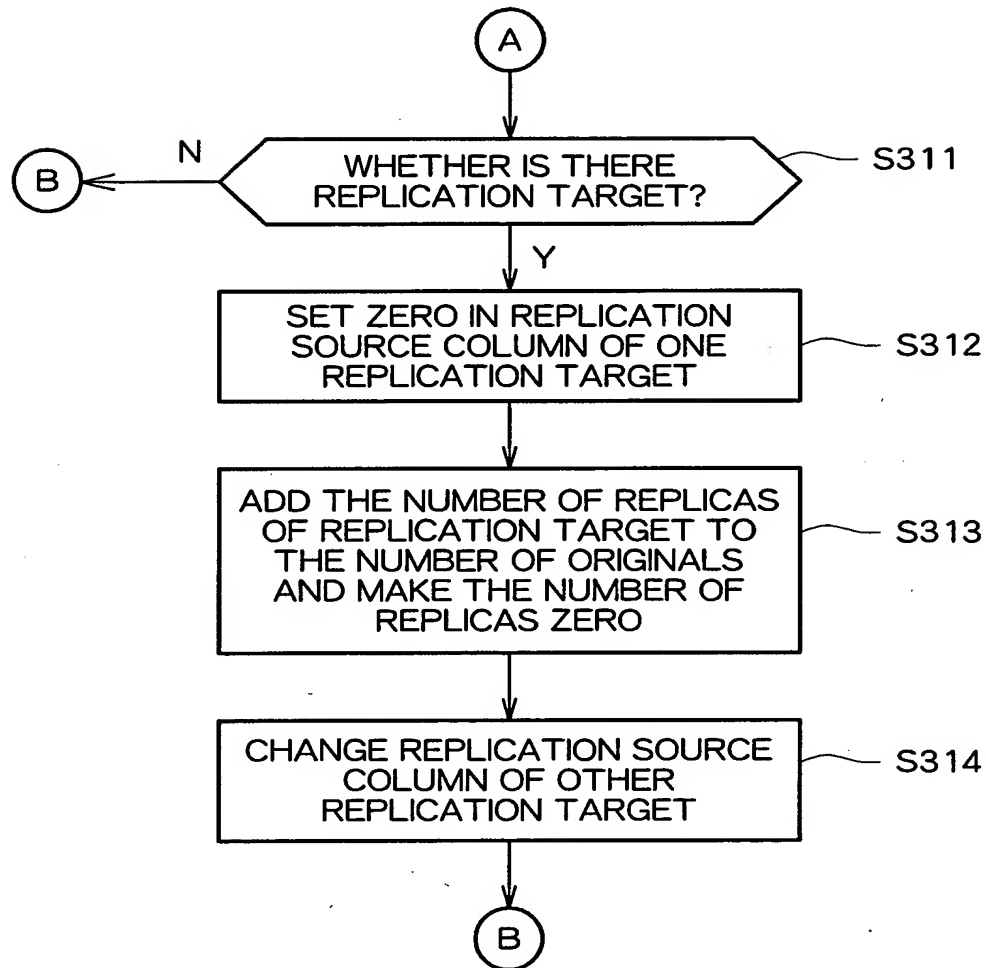 A
N
B
WHETHER IS THERE
REPLICATION TARGET?
S311
Y
SET ZERO IN REPLICATION
SOURCE COLUMN OF ONE
REPLICATION TARGET
S312
ADD THE NUMBER OF REPLICAS
OF REPLICATION TARGET TO
THE NUMBER OF ORIGINALS
AND MAKE THE NUMBER OF
REPLICAS ZERO
S313
CHANGE REPLICATION SOURCE
COLUMN OF OTHER
REPLICATION TARGET
S314
B